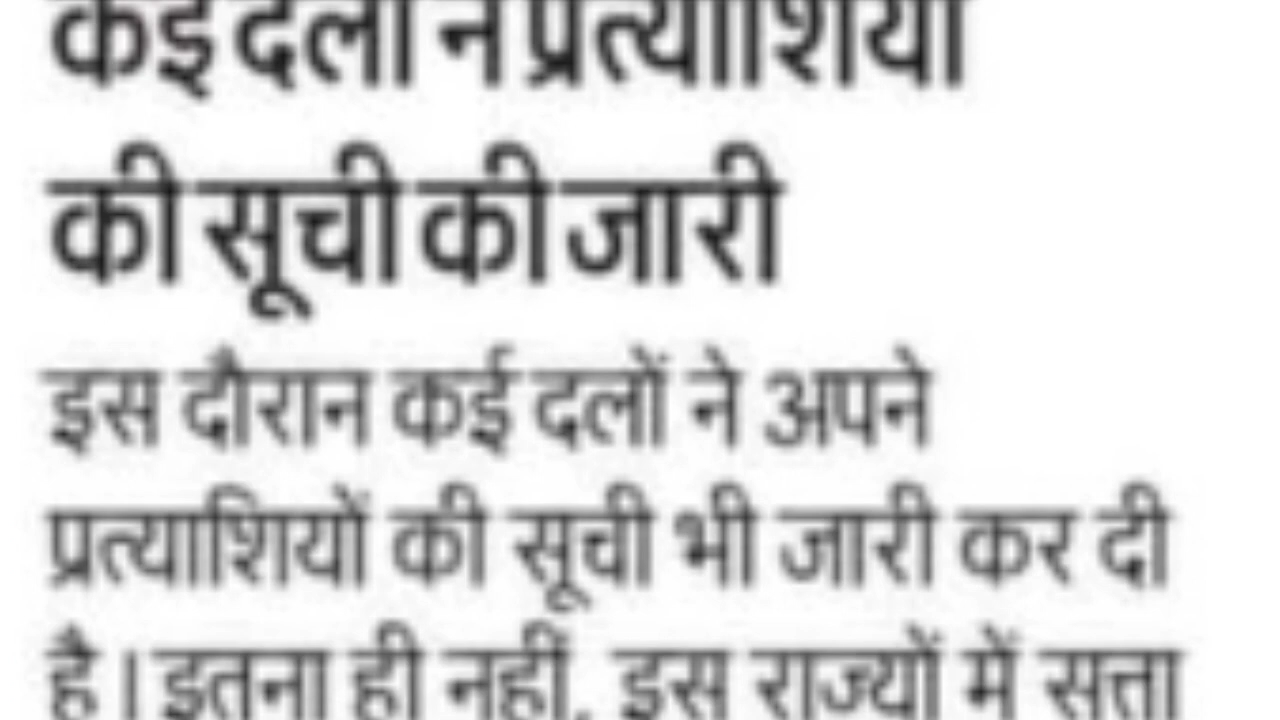 कई दलों ने प्रत्याशियों
की सूची की जारी
इस दौरान कई दलों ने अपने
प्रत्याशियों की सूची भी जारी कर दी
है। इतना ही नहीं, इस राज्यों में सत्ता